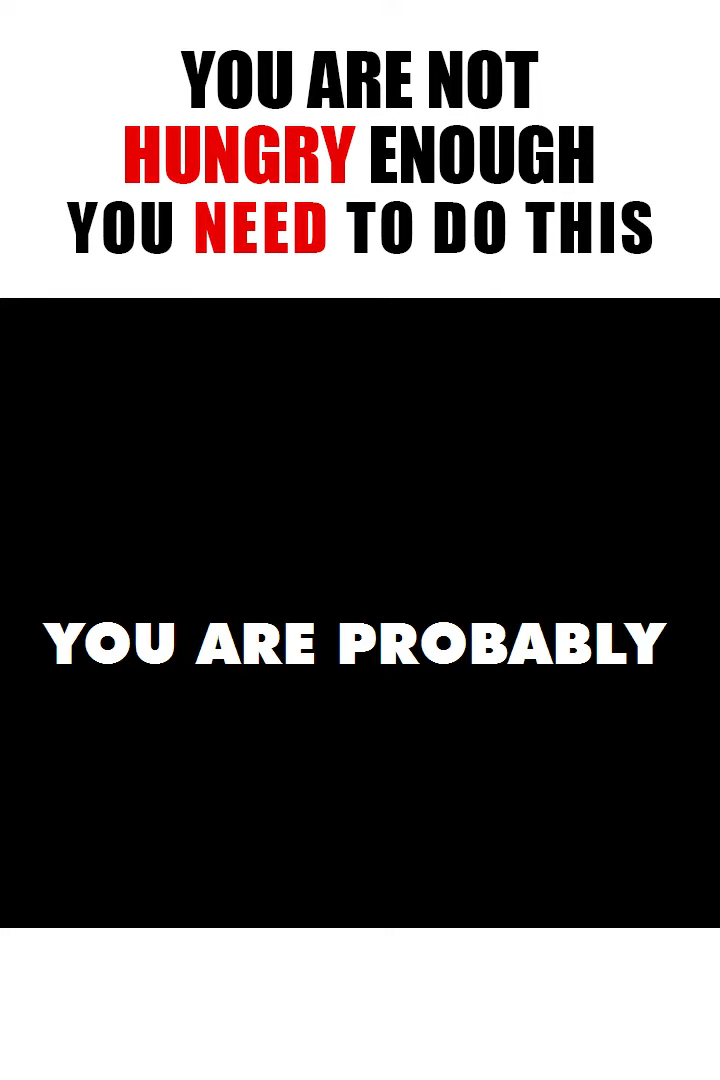 YOU ARE NOT
HUNGRY ENOUGH
YOU NEED TO DO THIS
YOU ARE PROBABLY